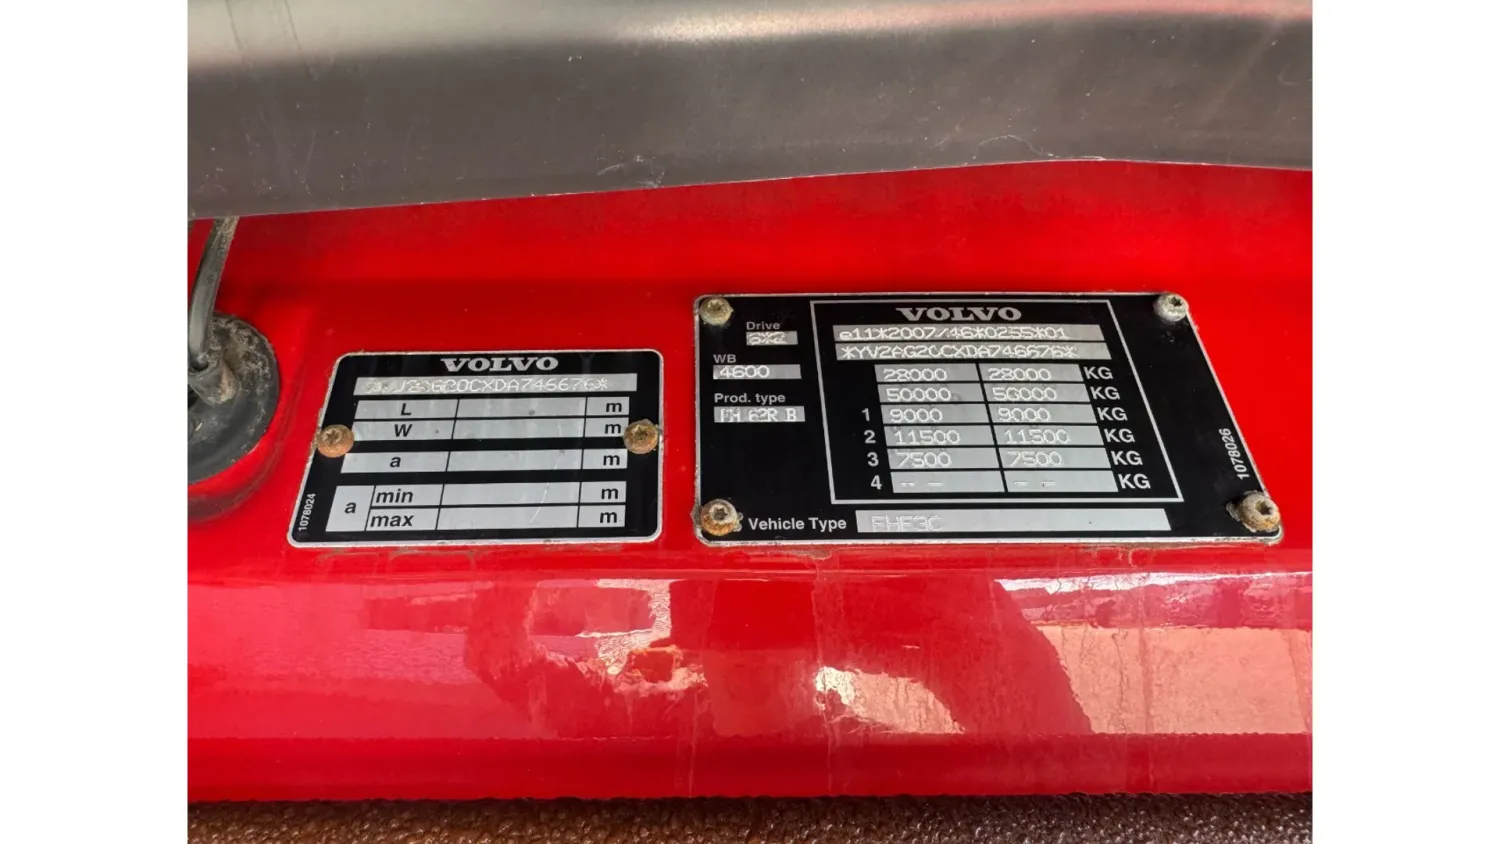 VOLVO
L m
W m
a m
a min m
max m
1078024
VOLVO
Drive
6*2
WB
4600
Prod. type
FH 62R B
e11*2007/46*0255*01
*YV2AG20CXDA746676*
28000 28000 KG
50000 50000 KG
1 9000 9000 KG
2 11500 11500 KG
3 7500 7500 KG
4 -- -- KG
Vehicle Type
1078026